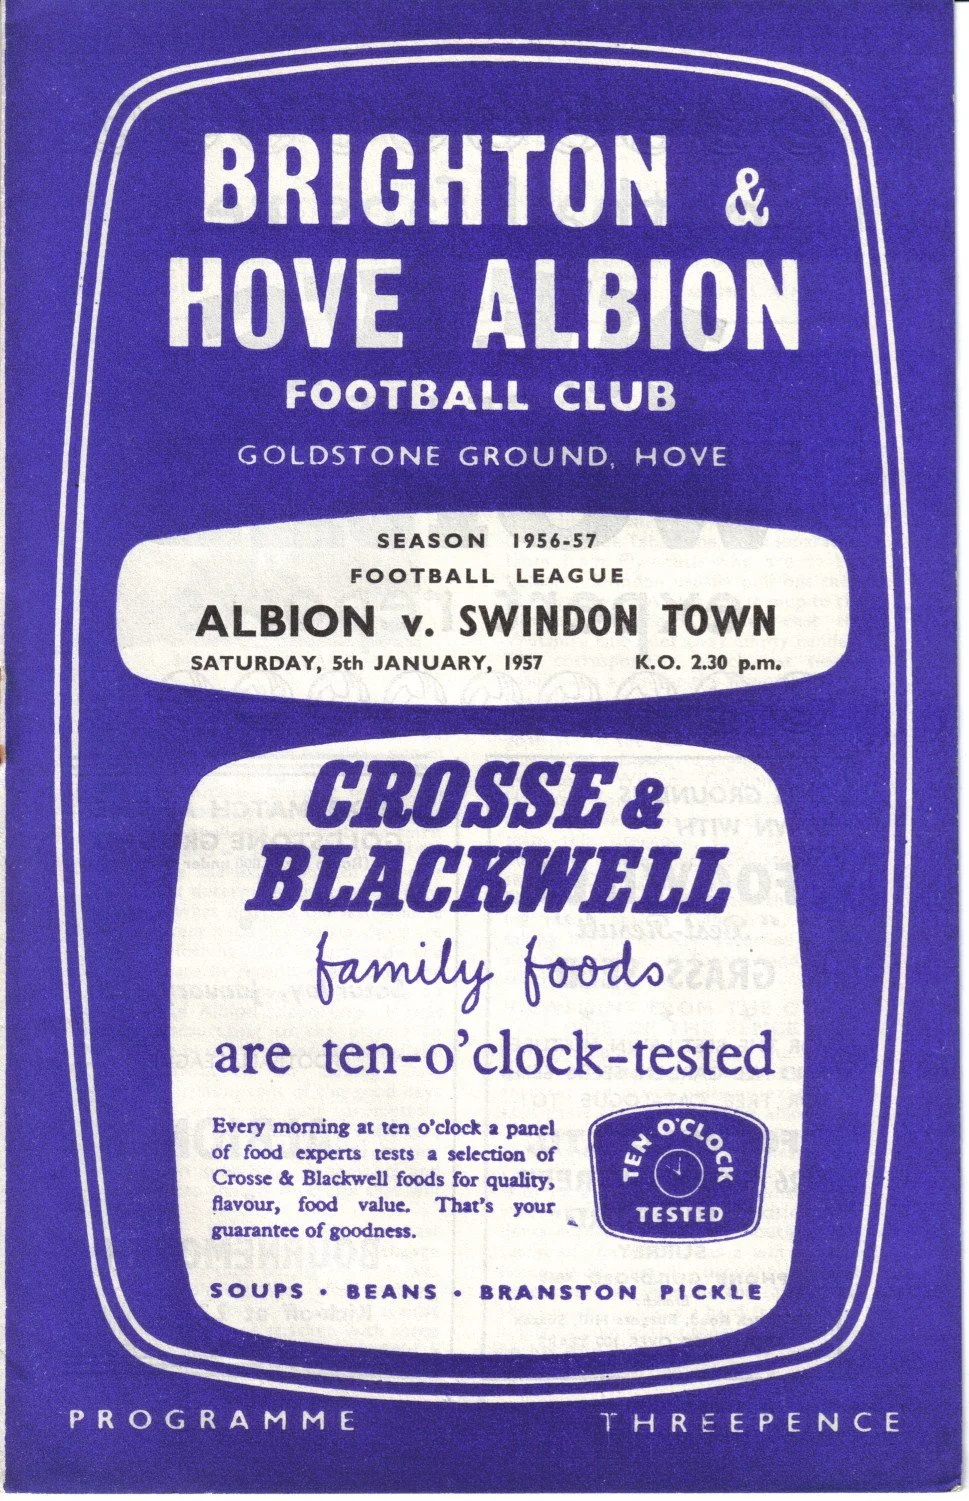 BRIGHTON &
HOVE ALBION
FOOTBALL CLUB
GOLDSTONE GROUND, HOVE
SEASON 1956-57
FOOTBALL LEAGUE
ALBION v. SWINDON TOWN
SATURDAY, 5th JANUARY, 1957 K.O. 2.30 p.m.
CROSSE &
BLACKWELL
family foods
are ten-o'clock-tested
Every morning at ten o'clock a panel
of food experts tests a selection of
Crosse & Blackwell foods for quality,
flavour, food value. That's your
guarantee of goodness.
TEN O'CLOCK
TESTED
SOUPS • BEANS • BRANSTON PICKLE
PROGRAMME THREEPENCE